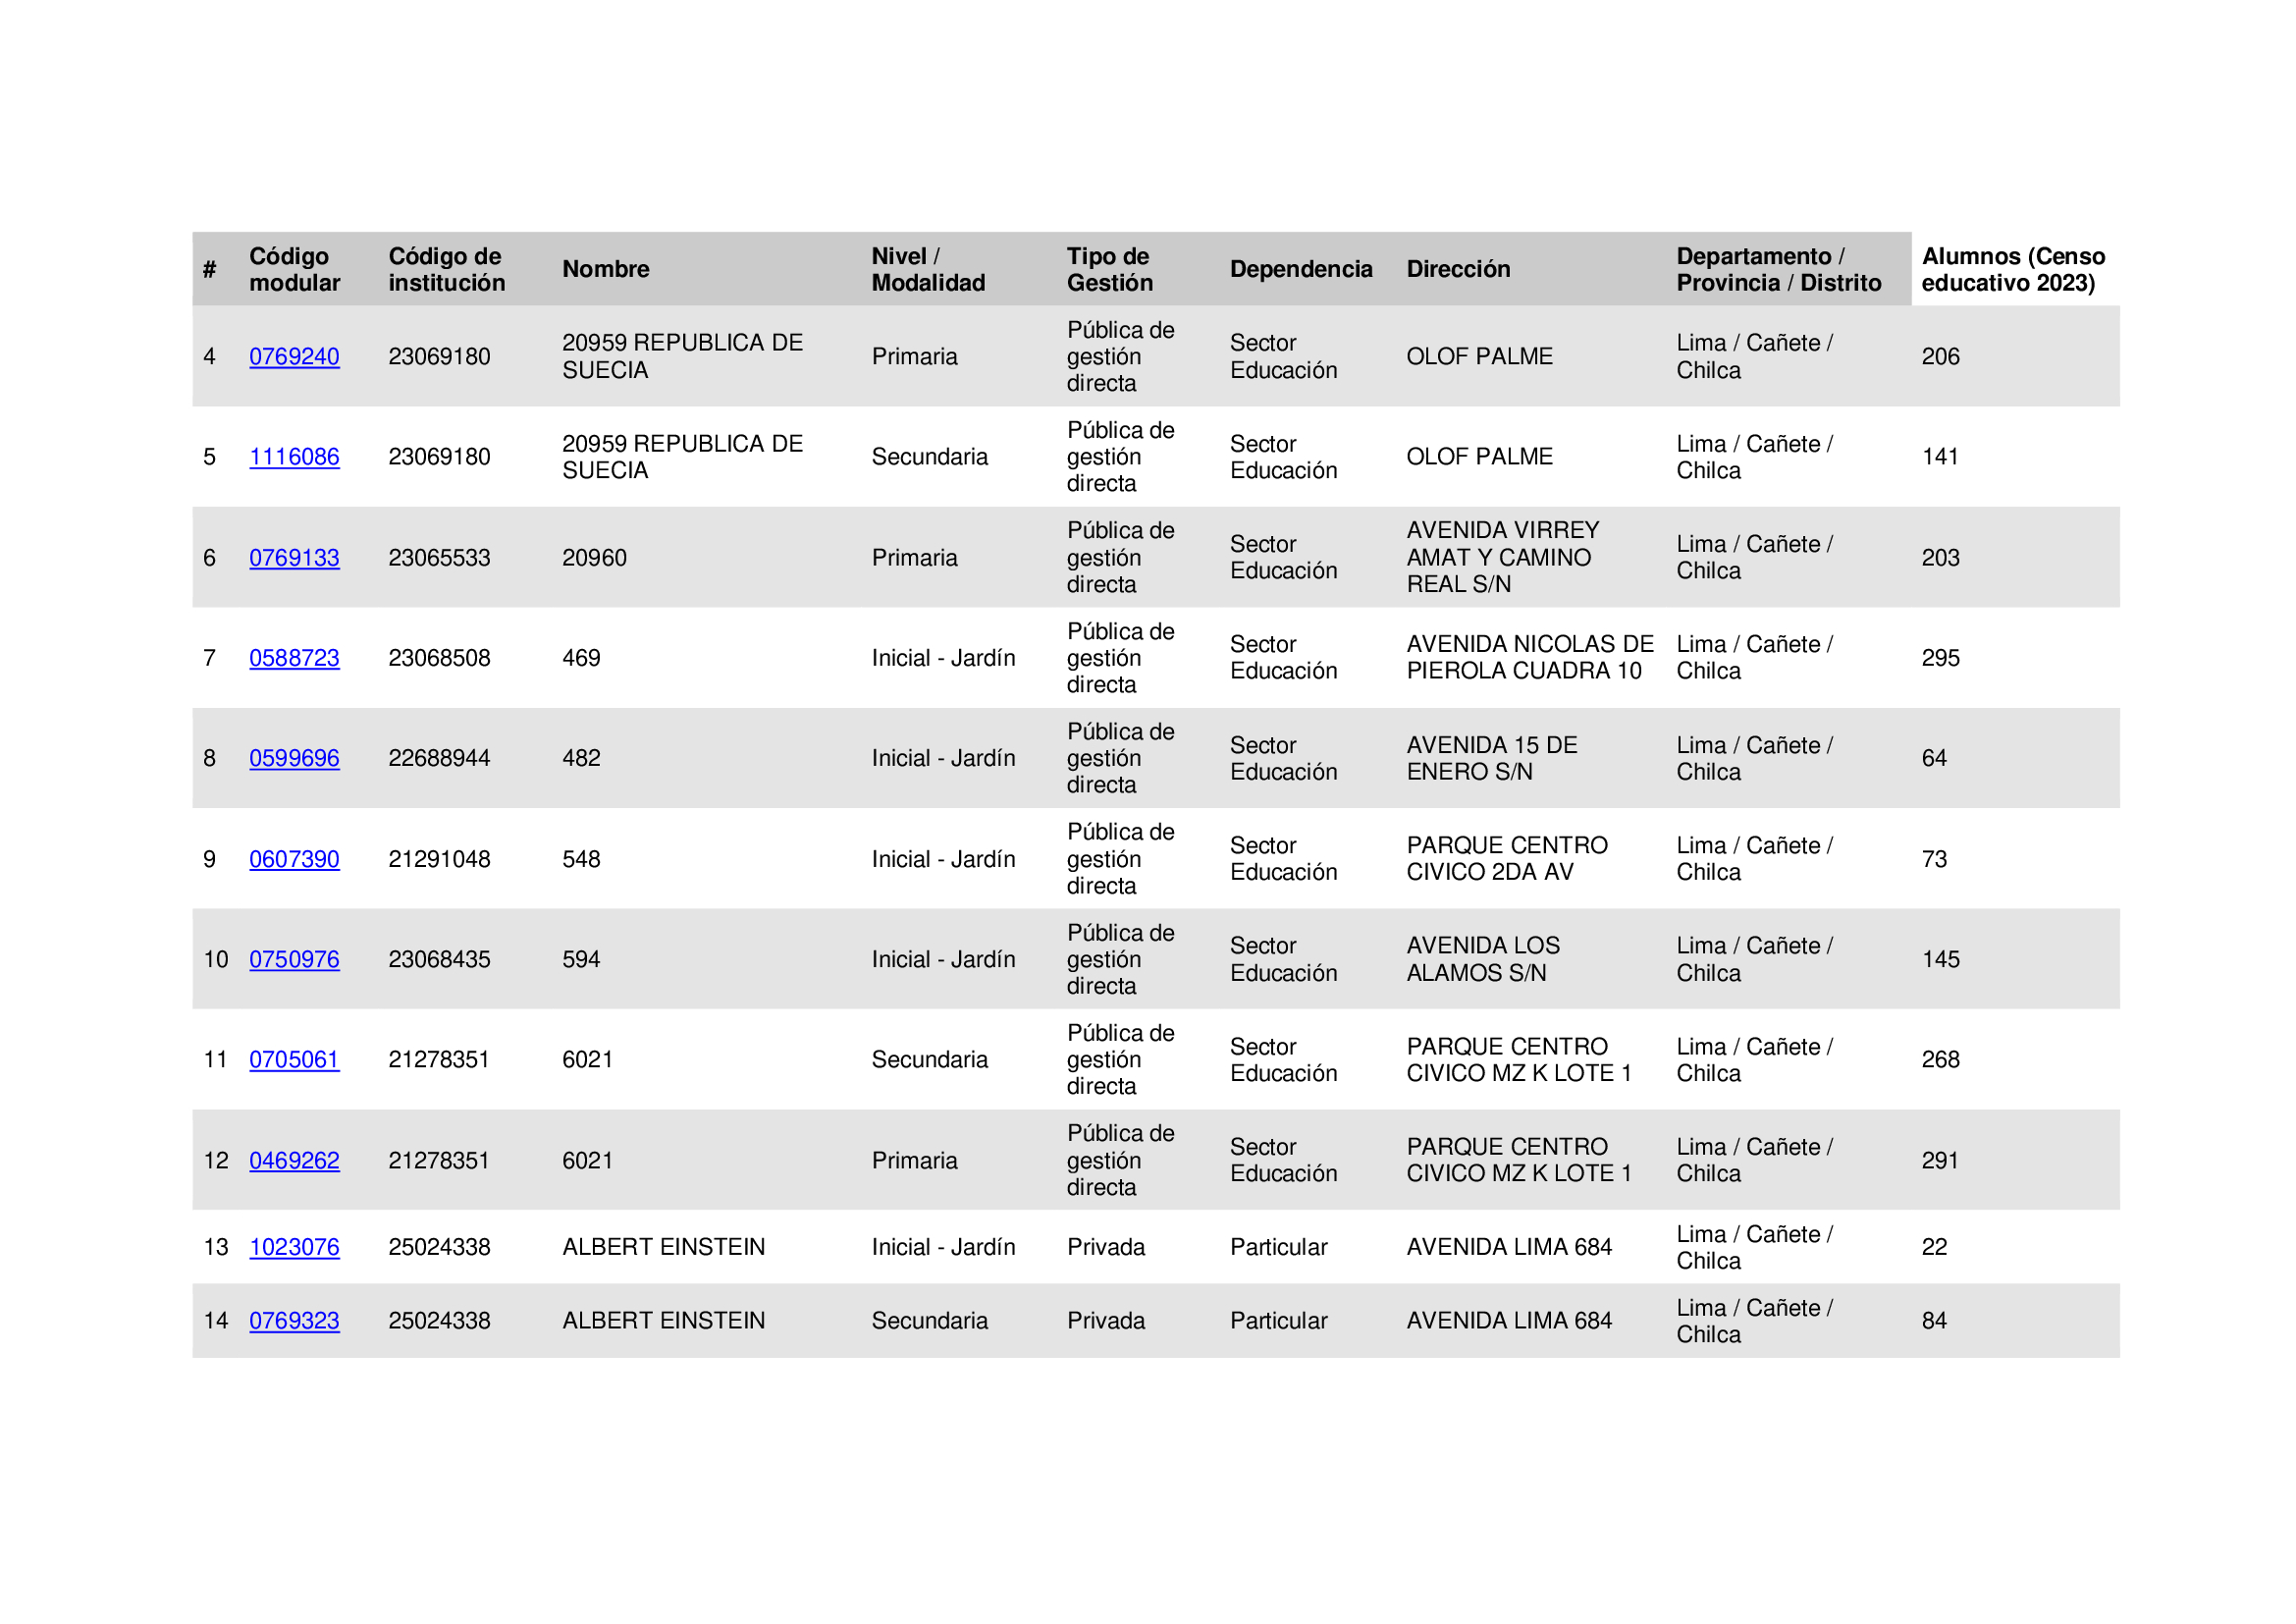 # Código modular Código de institución Nombre Nivel / Modalidad Tipo de Gestión Dependencia Dirección Departamento / Provincia / Distrito Alumnos (Censo educativo 2023)
4 0769240 23069180 20959 REPUBLICA DE SUECIA Primaria Pública de gestión directa Sector Educación OLOF PALME Lima / Cañete / Chilca 206
5 1116086 23069180 20959 REPUBLICA DE SUECIA Secundaria Pública de gestión directa Sector Educación OLOF PALME Lima / Cañete / Chilca 141
6 0769133 23065533 20960 Primaria Pública de gestión directa Sector Educación AVENIDA VIRREY AMAT Y CAMINO REAL S/N Lima / Cañete / Chilca 203
7 0588723 23068508 469 Inicial - Jardín Pública de gestión directa Sector Educación AVENIDA NICOLAS DE PIEROLA CUADRA 10 Lima / Cañete / Chilca 295
8 0599696 22688944 482 Inicial - Jardín Pública de gestión directa Sector Educación AVENIDA 15 DE ENERO S/N Lima / Cañete / Chilca 64
9 0607390 21291048 548 Inicial - Jardín Pública de gestión directa Sector Educación PARQUE CENTRO CIVICO 2DA AV Lima / Cañete / Chilca 73
10 0750976 23068435 594 Inicial - Jardín Pública de gestión directa Sector Educación AVENIDA LOS ALAMOS S/N Lima / Cañete / Chilca 145
11 0705061 21278351 6021 Secundaria Pública de gestión directa Sector Educación PARQUE CENTRO CIVICO MZ K LOTE 1 Lima / Cañete / Chilca 268
12 0469262 21278351 6021 Primaria Pública de gestión directa Sector Educación PARQUE CENTRO CIVICO MZ K LOTE 1 Lima / Cañete / Chilca 291
13 1023076 25024338 ALBERT EINSTEIN Inicial - Jardín Privada Particular AVENIDA LIMA 684 Lima / Cañete / Chilca 22
14 0769323 25024338 ALBERT EINSTEIN Secundaria Privada Particular AVENIDA LIMA 684 Lima / Cañete / Chilca 84